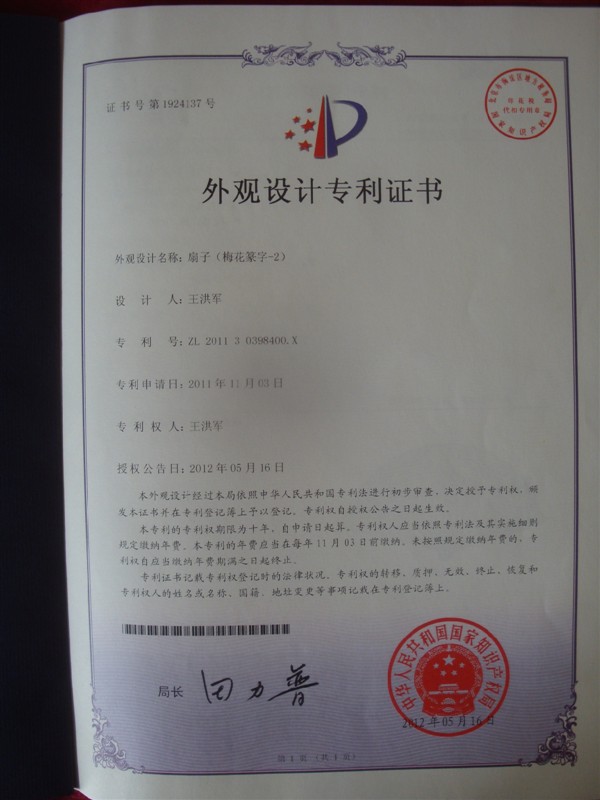 证书号第1924137号
外观设计专利证书
外观设计名称：扇子（梅花篆字-2）
设 计 人：王洪军
专 利 号：ZL 2011 3 0398400.X
专利申请日：2011年11月03日
专 利 权 人：王洪军
授权公告日：2012年05月16日
本外观设计经过本局依照中华人民共和国专利法进行初步审查，决定授予专利权，颁
发本证书并在专利登记簿上予以登记。专利权自授权公告之日起生效。
本专利的专利权期限为十年，自申请日起算。专利权人应当依照专利法及其实施细则
规定缴纳年费。本专利的年费应当在每年11月03日前缴纳。未按照规定缴纳年费的，专
利权自应当缴纳年费期满之日起终止。
专利证书记载专利权登记时的法律状况。专利权的转移、质押、无效、终止、恢复和
专利权人的姓名或名称、国籍、地址变更等事项记载在专利登记簿上。
局长 田力普
中华人民共和国国家知识产权局
2012年05月16日
第1页（共1页）